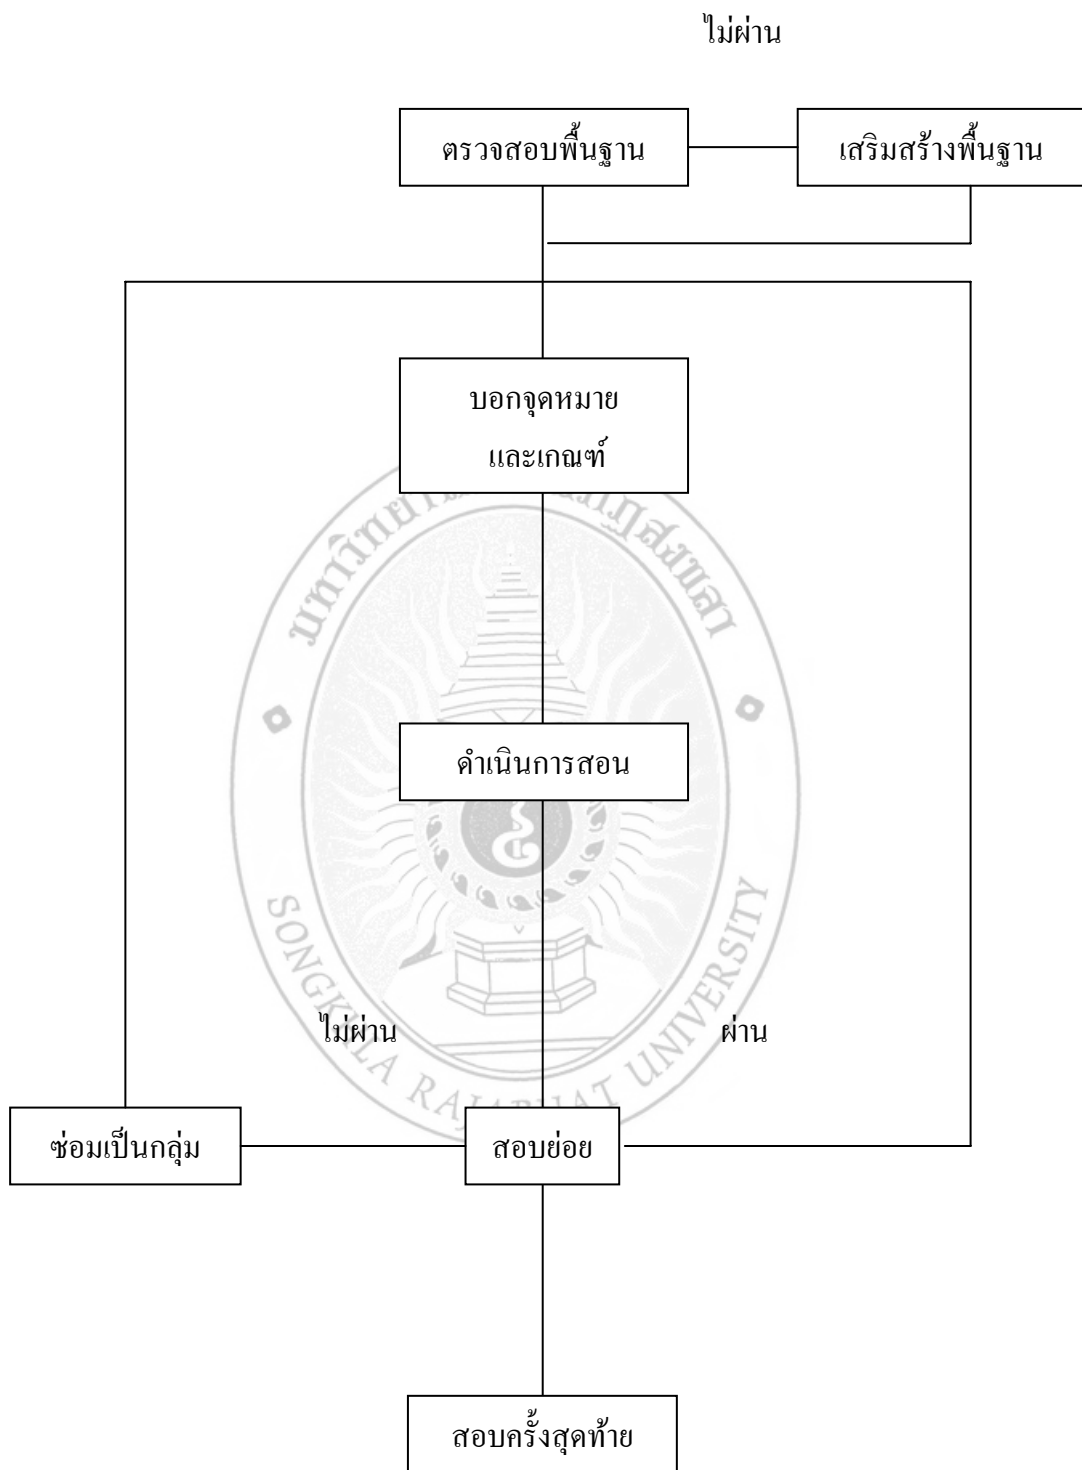 ไม่ผ่าน
ตรวจสอบพื้นฐาน
เสริมสร้างพื้นฐาน
บอกจุดหมาย
และเกณฑ์
ดำเนินการสอน
ไม่ผ่าน
ผ่าน
ซ่อมเป็นกลุ่ม
สอบย่อย
สอบครั้งสุดท้าย
SONGKHLA RAJABHAT UNIVERSITY